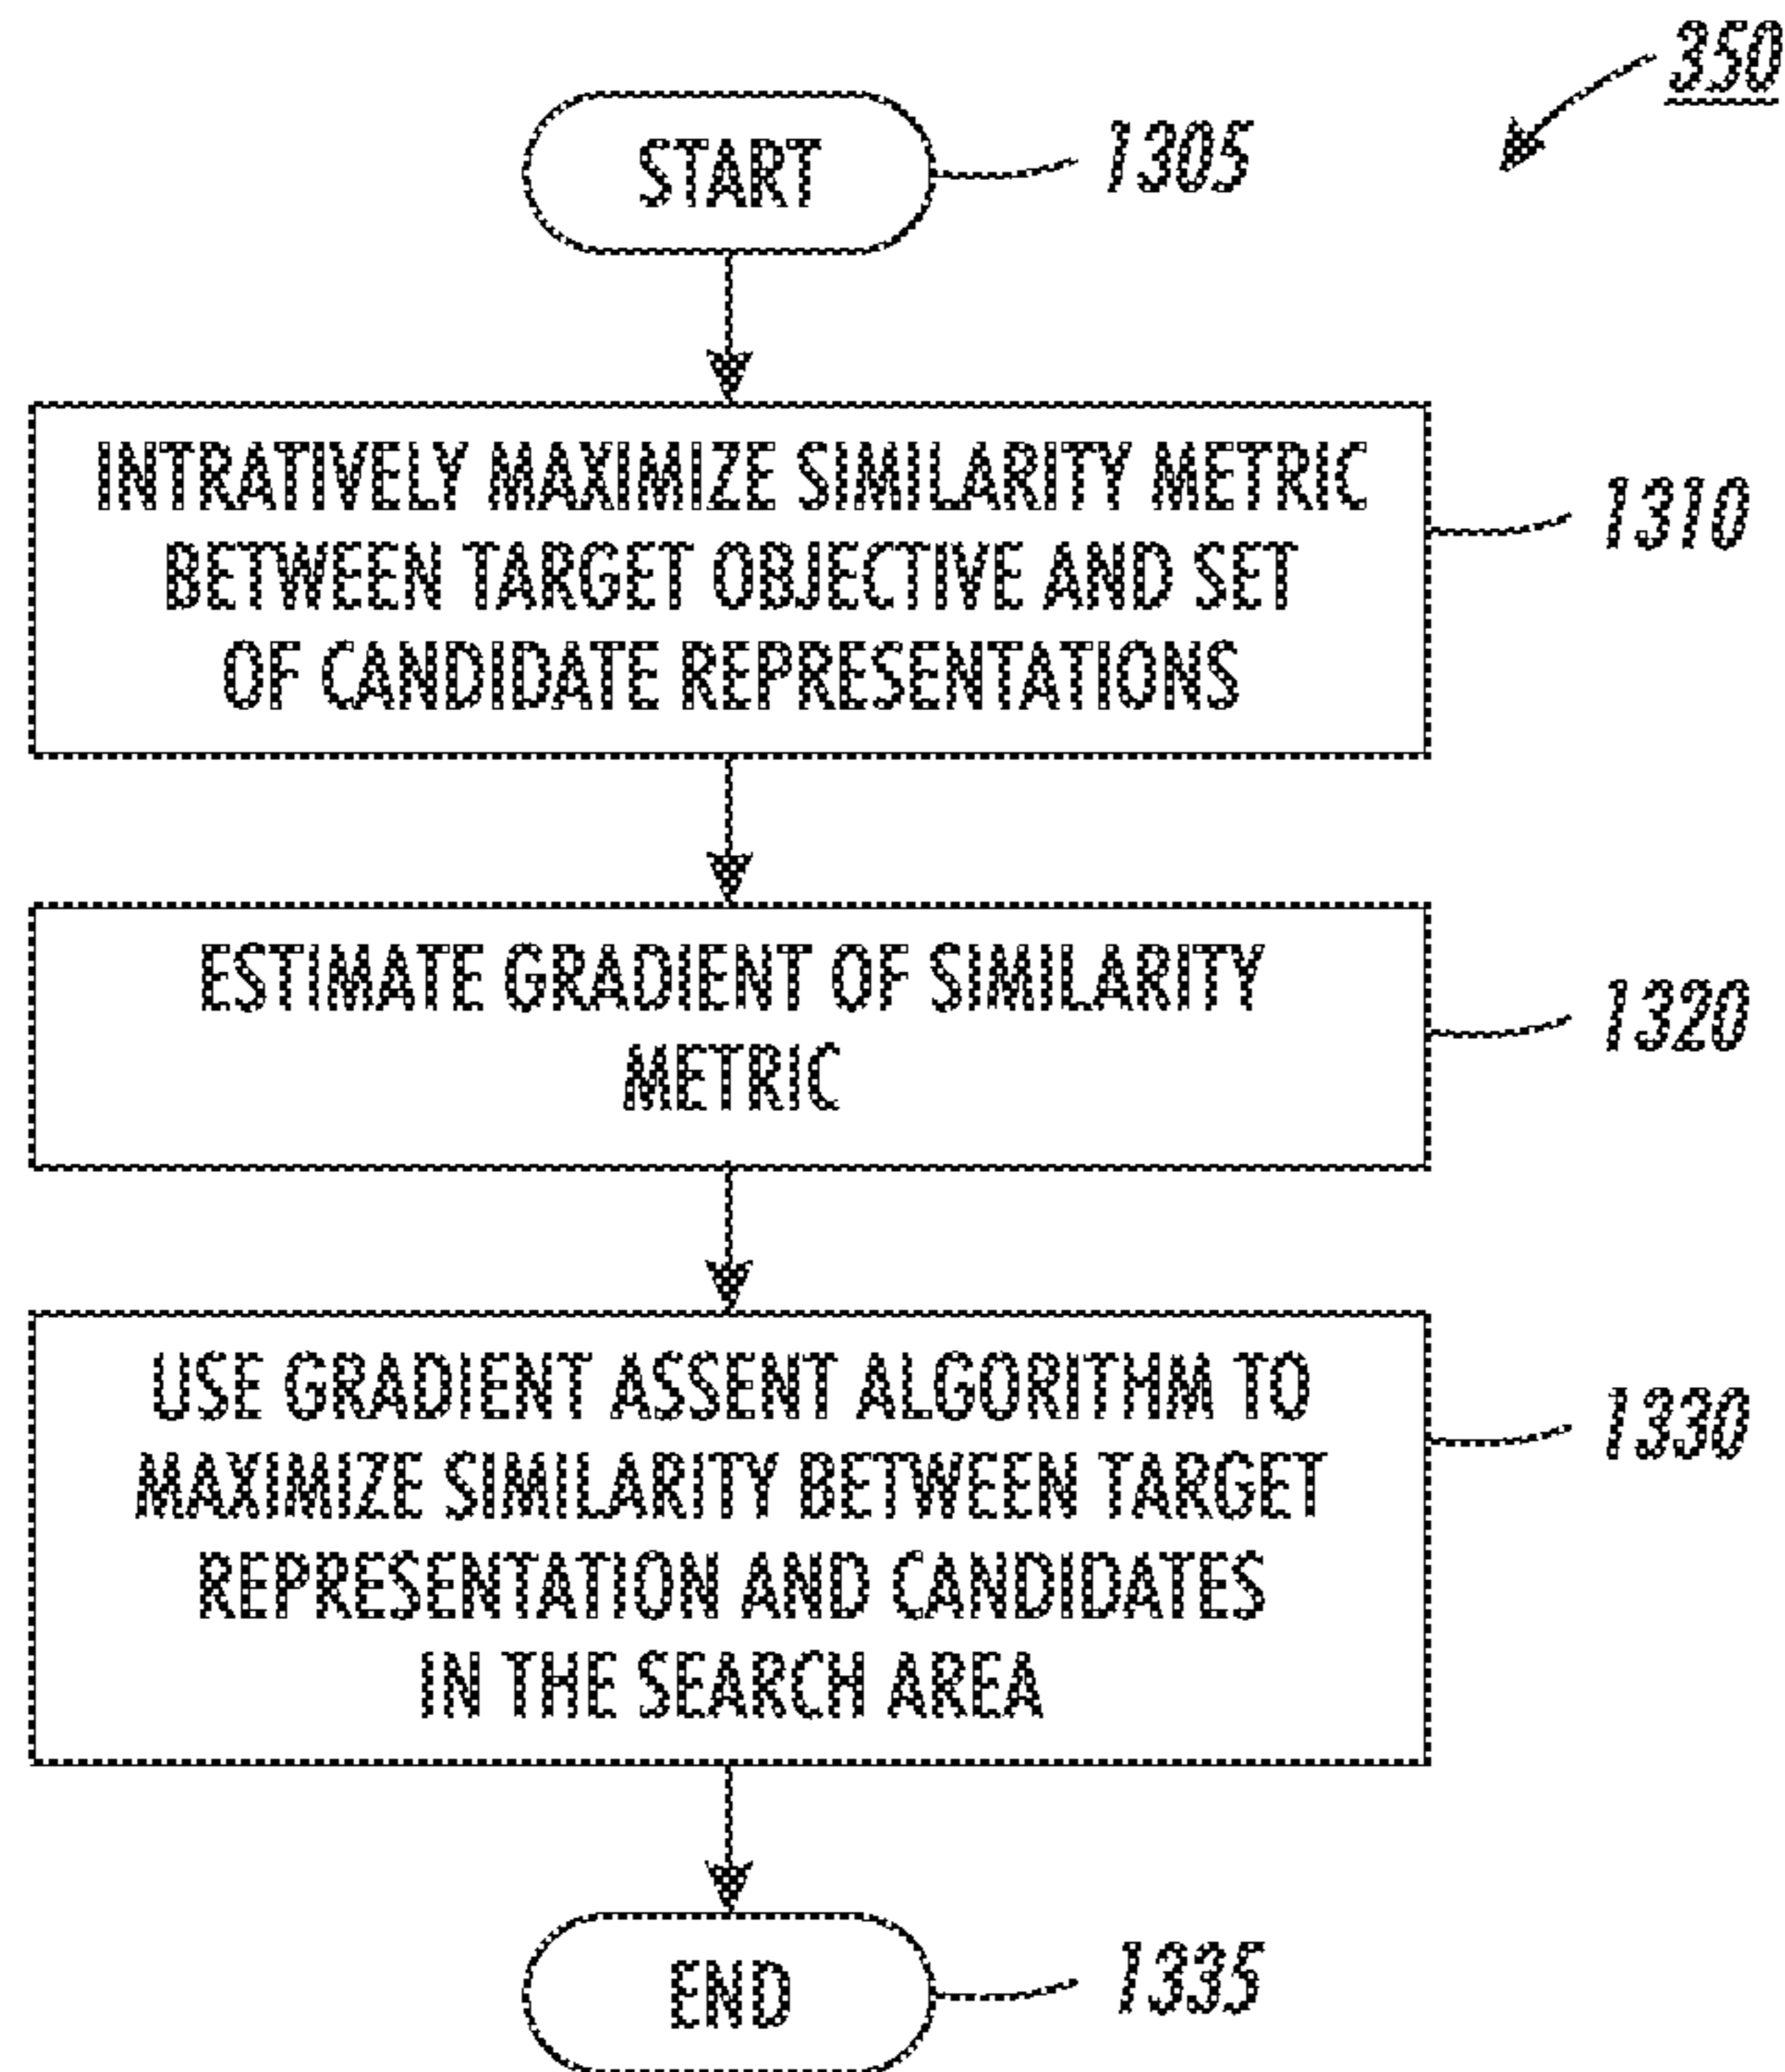 350
START
1305
INTRATIVELY MAXIMIZE SIMILARITY METRIC
BETWEEN TARGET OBJECTIVE AND SET
OF CANDIDATE REPRESENTATIONS
1310
ESTIMATE GRADIENT OF SIMILARITY
METRIC
1320
USE GRADIENT ASSENT ALGORITHM TO
MAXIMIZE SIMILARITY BETWEEN TARGET
REPRESENTATION AND CANDIDATES
IN THE SEARCH AREA
1330
END
1335